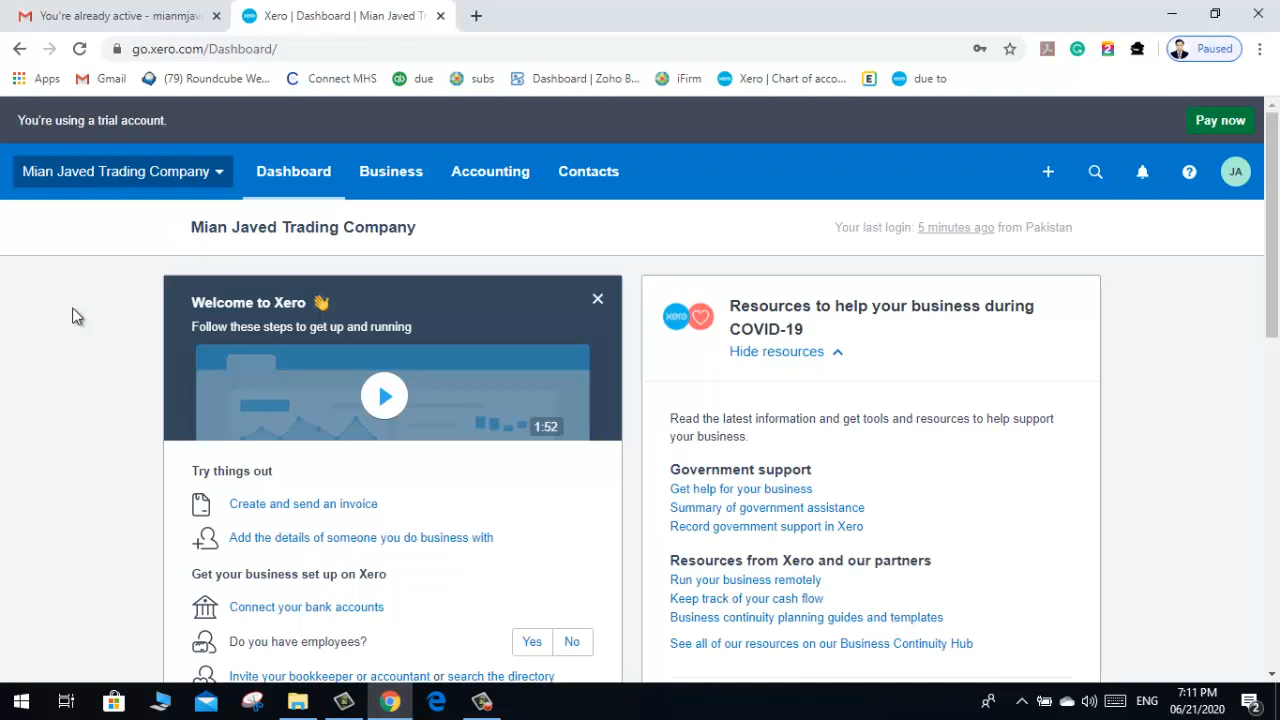 You're already active - mianmjave
Xero | Dashboard | Mian Javed Tr
go.xero.com/Dashboard/
2
Paused
Apps
Gmail
(79) Roundcube We...
Connect MHS
due
subs
Dashboard | Zoho B...
iFirm
Xero | Chart of acco...
E
due to
You're using a trial account.
Pay now
Mian Javed Trading Company
Dashboard
Business
Accounting
Contacts
JA
Mian Javed Trading Company
Your last login: 5 minutes ago from Pakistan
Welcome to Xero 👋
Follow these steps to get up and running
1:52
Try things out
Create and send an invoice
Add the details of someone you do business with
Get your business set up on Xero
Connect your bank accounts
Do you have employees?
Yes
No
Invite your bookkeeper or accountant or search the directory
xero
Resources to help your business during
COVID-19
Hide resources
Read the latest information and get tools and resources to help support
your business.
Government support
Get help for your business
Summary of government assistance
Record government support in Xero
Resources from Xero and our partners
Run your business remotely
Keep track of your cash flow
Business continuity planning guides and templates
See all of our resources on our Business Continuity Hub
ENG
7:11 PM
06/21/2020
2